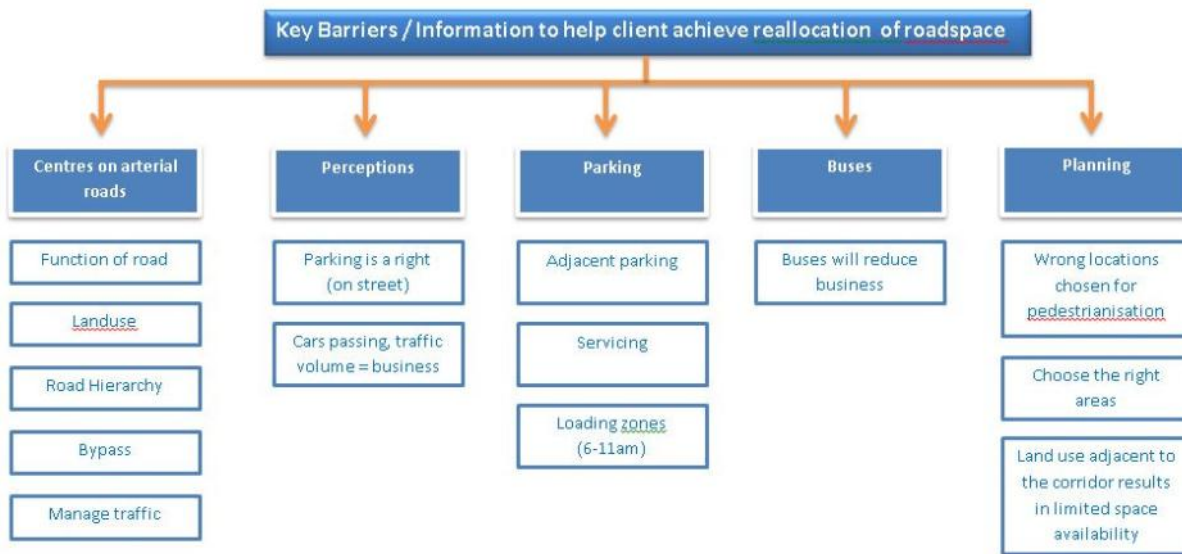 Key Barriers / Information to help client achieve reallocation of roadspace
Centres on arterial
roads
Function of road
Landuse
Road Hierarchy
Bypass
Manage traffic
Perceptions
Parking is a right
(on street)
Cars passing, traffic
volume = business
Parking
Adjacent parking
Servicing
Loading zones
(6-11am)
Buses
Buses will reduce
business
Planning
Wrong locations
chosen for
pedestrianisation
Choose the right
areas
Land use adjacent to
the corridor results
in limited space
availability